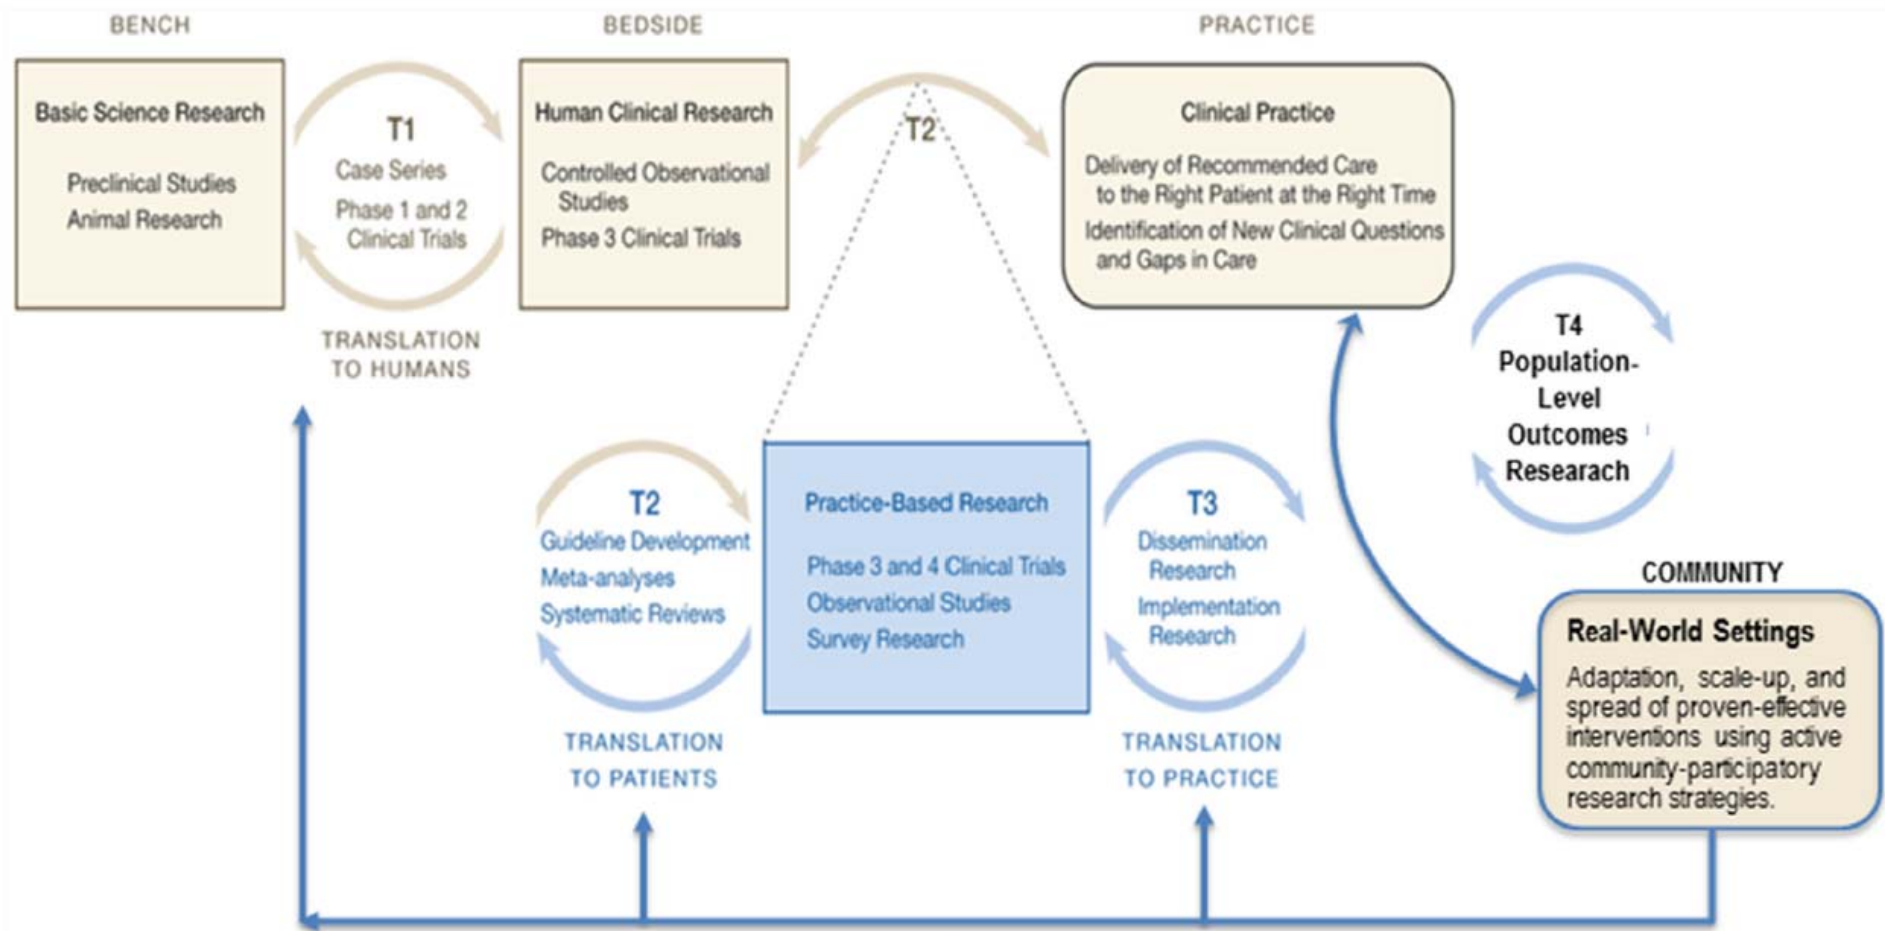 BENCH
BEDSIDE
PRACTICE
Basic Science Research
Preclinical Studies
Animal Research
T1
Case Series
Phase 1 and 2
Clinical Trials
TRANSLATION
TO HUMANS
Human Clinical Research
Controlled Observational
Studies
Phase 3 Clinical Trials
T2
Clinical Practice
Delivery of Recommended Care
to the Right Patient at the Right Time
Identification of New Clinical Questions
and Gaps in Care
T4
Population-
Level
Outcomes
Researach
T2
Guideline Development
Meta-analyses
Systematic Reviews
TRANSLATION
TO PATIENTS
Practice-Based Research
Phase 3 and 4 Clinical Trials
Observational Studies
Survey Research
T3
Dissemination
Research
Implementation
Research
TRANSLATION
TO PRACTICE
COMMUNITY
Real-World Settings
Adaptation, scale-up, and
spread of proven-effective
interventions using active
community-participatory
research strategies.